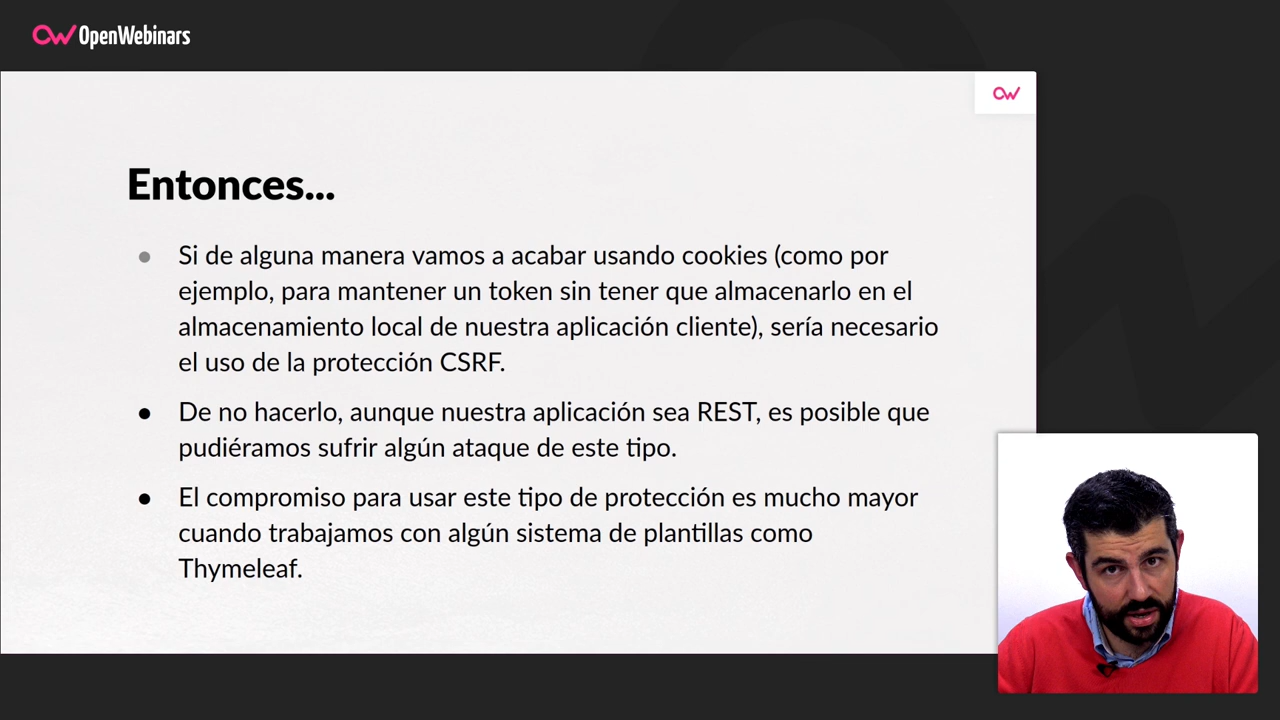 OpenWebinars
Entonces...
● Si de alguna manera vamos a acabar usando cookies (como por
ejemplo, para mantener un token sin tener que almacenarlo en el
almacenamiento local de nuestra aplicación cliente), sería necesario
el uso de la protección CSRF.
● De no hacerlo, aunque nuestra aplicación sea REST, es posible que
pudiéramos sufrir algún ataque de este tipo.
● El compromiso para usar este tipo de protección es mucho mayor
cuando trabajamos con algún sistema de plantillas como
Thymeleaf.